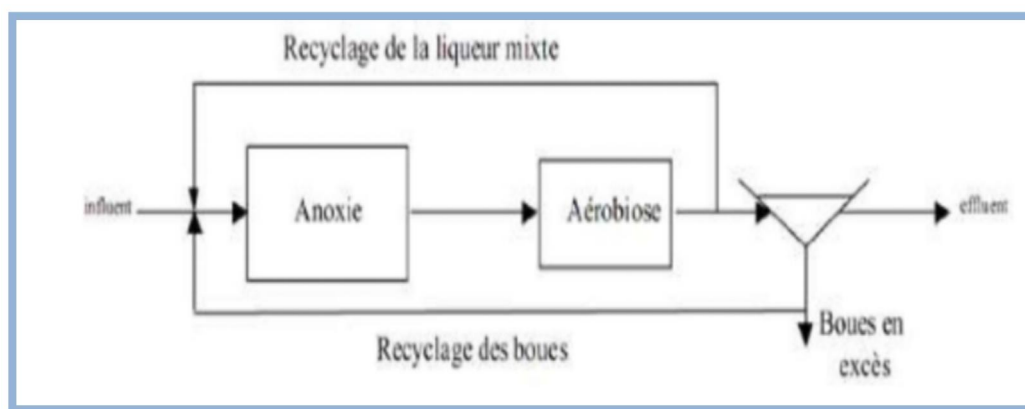 Recyclage de la liqueur mixte
influent
Anoxie
Aérobiose
effluent
Recyclage des boues
Boues en
excès